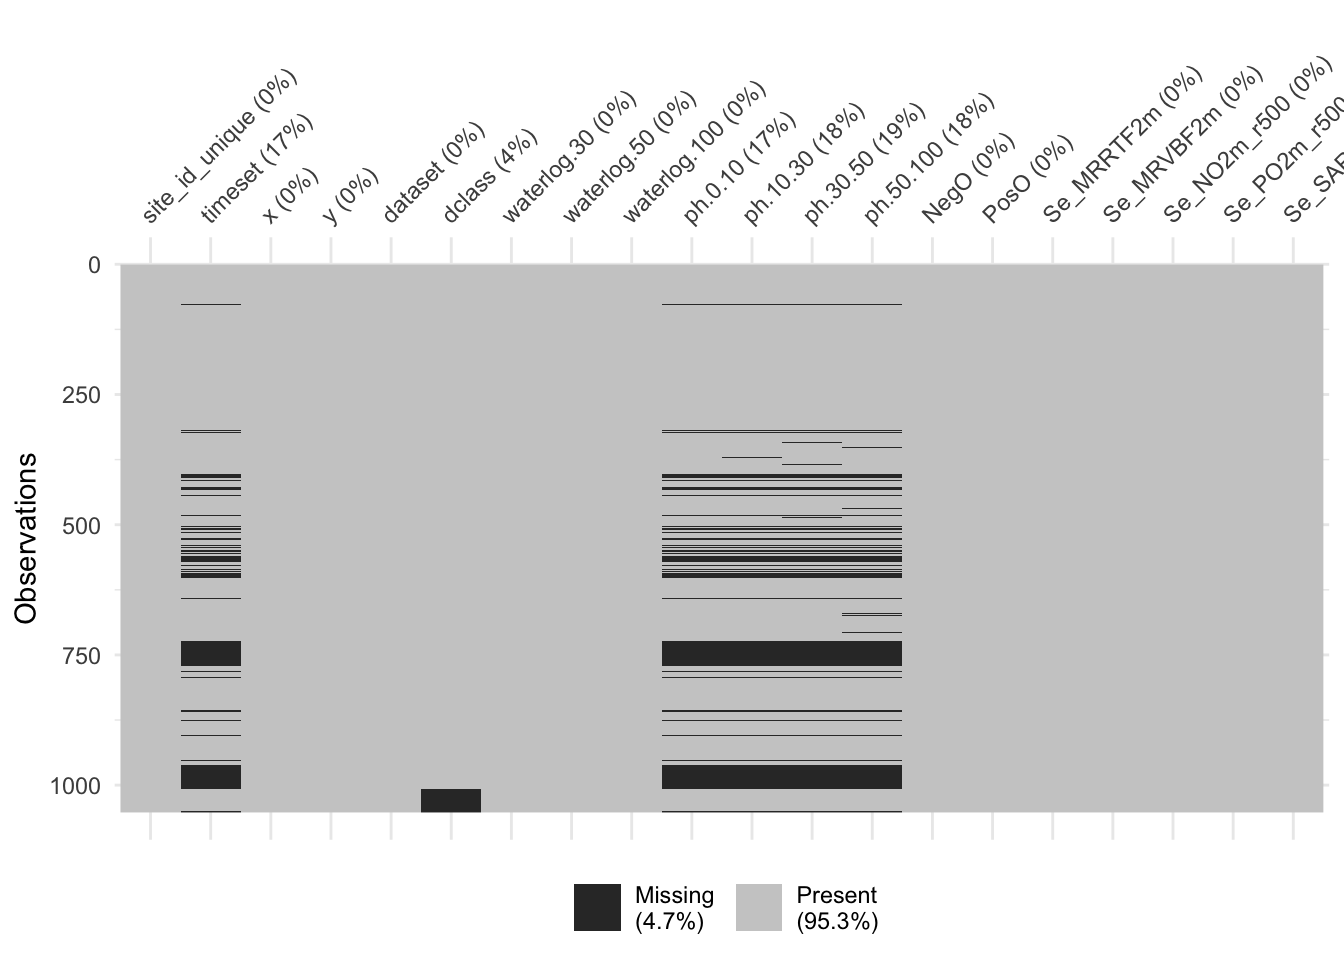 site_id_unique (0%)
timeset (17%)
x (0%)
y (0%)
dataset (0%)
dclass (4%)
waterlog.30 (0%)
waterlog.50 (0%)
waterlog.100 (0%)
ph.0.10 (17%)
ph.10.30 (18%)
ph.30.50 (19%)
ph.50.100 (18%)
NegO (0%)
PosO (0%)
Se_MRRTF2m (0%)
Se_MRVBF2m (0%)
Se_NO2m_r500 (0%)
Se_PO2m_r500
Se_SA
0
250
500
750
1000
Observations
Missing
(4.7%)
Present
(95.3%)